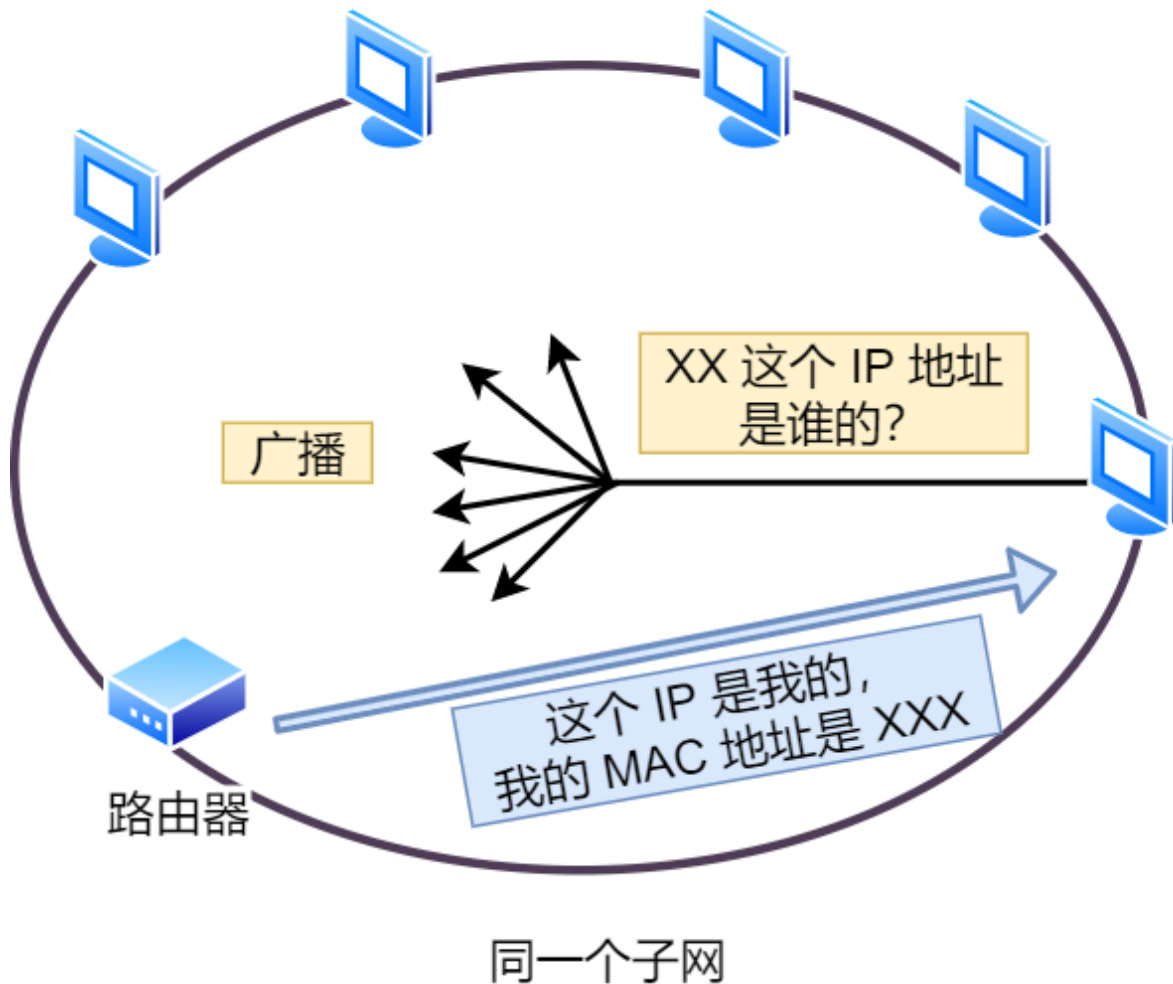 XX 这个 IP 地址
是谁的?
广播
这个 IP 是我的,
我的 MAC 地址是 XXX
路由器
同一个子网